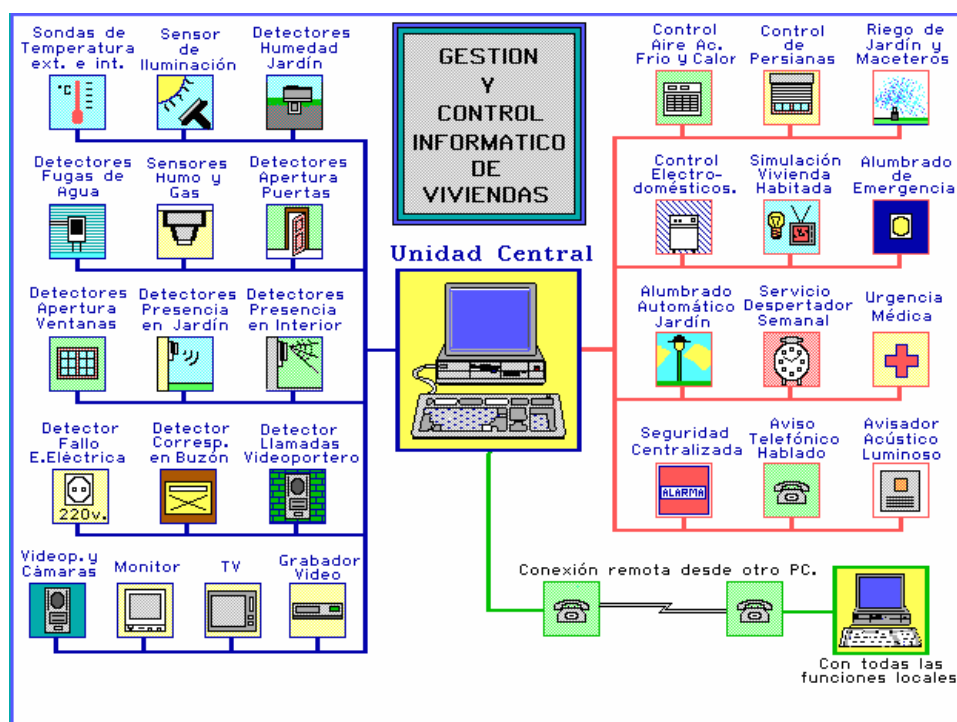 Sondas de
Temperatura
ext. e int.
Sensor
de
Iluminación
Detectores
Humedad
Jardín
GESTION
Y
CONTROL
INFORMATICO
DE
VIVIENDAS
Control
Aire Ac.
Frio y Calor
Control
de
Persianas
Riego de
Jardín y
Maceteros
°C
Detectores
Fugas de
Agua
Sensores
Humo y
Gas
Detectores
Apertura
Puertas
Control
Electro-
domésticos.
Simulación
Vivienda
Habitada
Alumbrado
de
Emergencia
Unidad Central
Detectores
Apertura
Ventanas
Detectores
Presencia
en Jardín
Detectores
Presencia
en Interior
Alumbrado
Automático
Jardín
Servicio
Despertador
Semanal
Urgencia
Médica
Detector
Fallo
E.Eléctrica
220v.
Detector
Corresp.
en Buzón
Detector
Llamadas
Videoportero
Seguridad
Centralizada
ALARMA
Aviso
Telefónico
Hablado
Avisador
Acústico
Luminoso
Videop. y
Cámaras
Monitor
TV
Grabador
Video
Conexión remota desde otro PC.
Con todas las
funciones locales